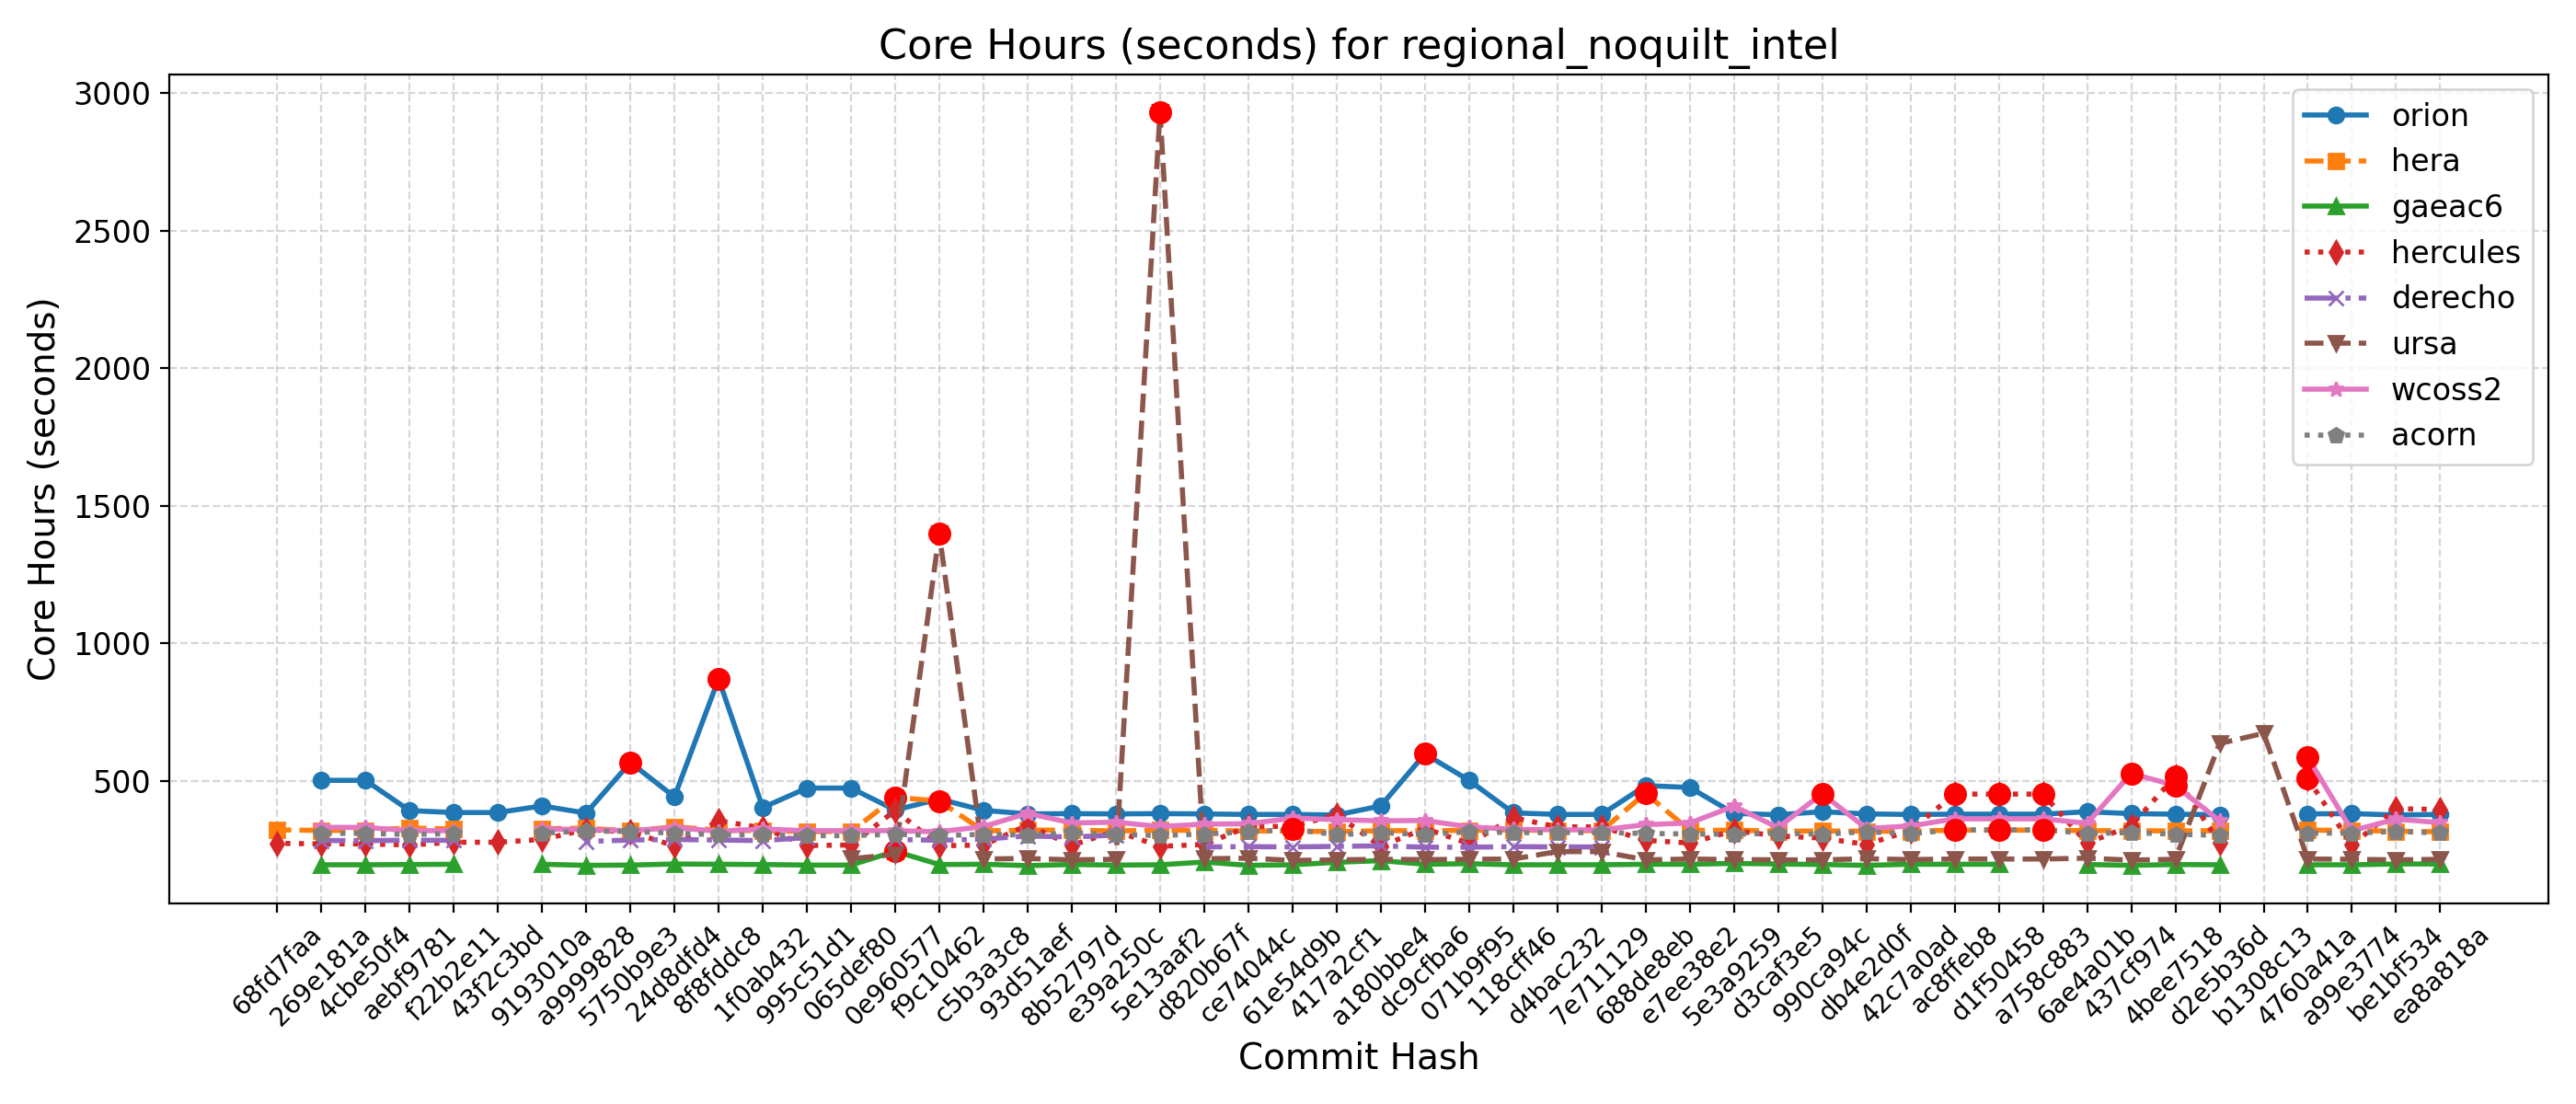 Core Hours (seconds) for regional_noquilt_intel
Core Hours (seconds)
3000
2500
2000
1500
1000
500
orion
hera
gaeac6
hercules
derecho
ursa
wcoss2
acorn
68fd7faa
269e181a
4cbe50f4
aebf9781
f22b2e11
43f2c3bd
9193010a
a9999828
5750b9e3
24d8dfd4
8f8fddc8
1f0ab432
995c51d1
065def80
0e960577
f9c10462
c5b3a3c8
93d51aef
8b52797d
e39a250c
5e13aaf2
d820b67f
ce74044c
61e54d9b
417a2cf1
a180bbe4
dc9cfba6
071b9f95
118cff46
d4bac232
7e711129
688de8eb
e7ee38e2
5e3a9259
d3caf3e5
990ca94c
db4e2d0f
42c7a0ad
ac8ffeb8
d1f50458
a758c883
6ae4a01b
437cf974
4bee7518
d2e5b36d
b1308c13
4760a41a
a99e3774
be1bf534
ea8a818a
Commit Hash